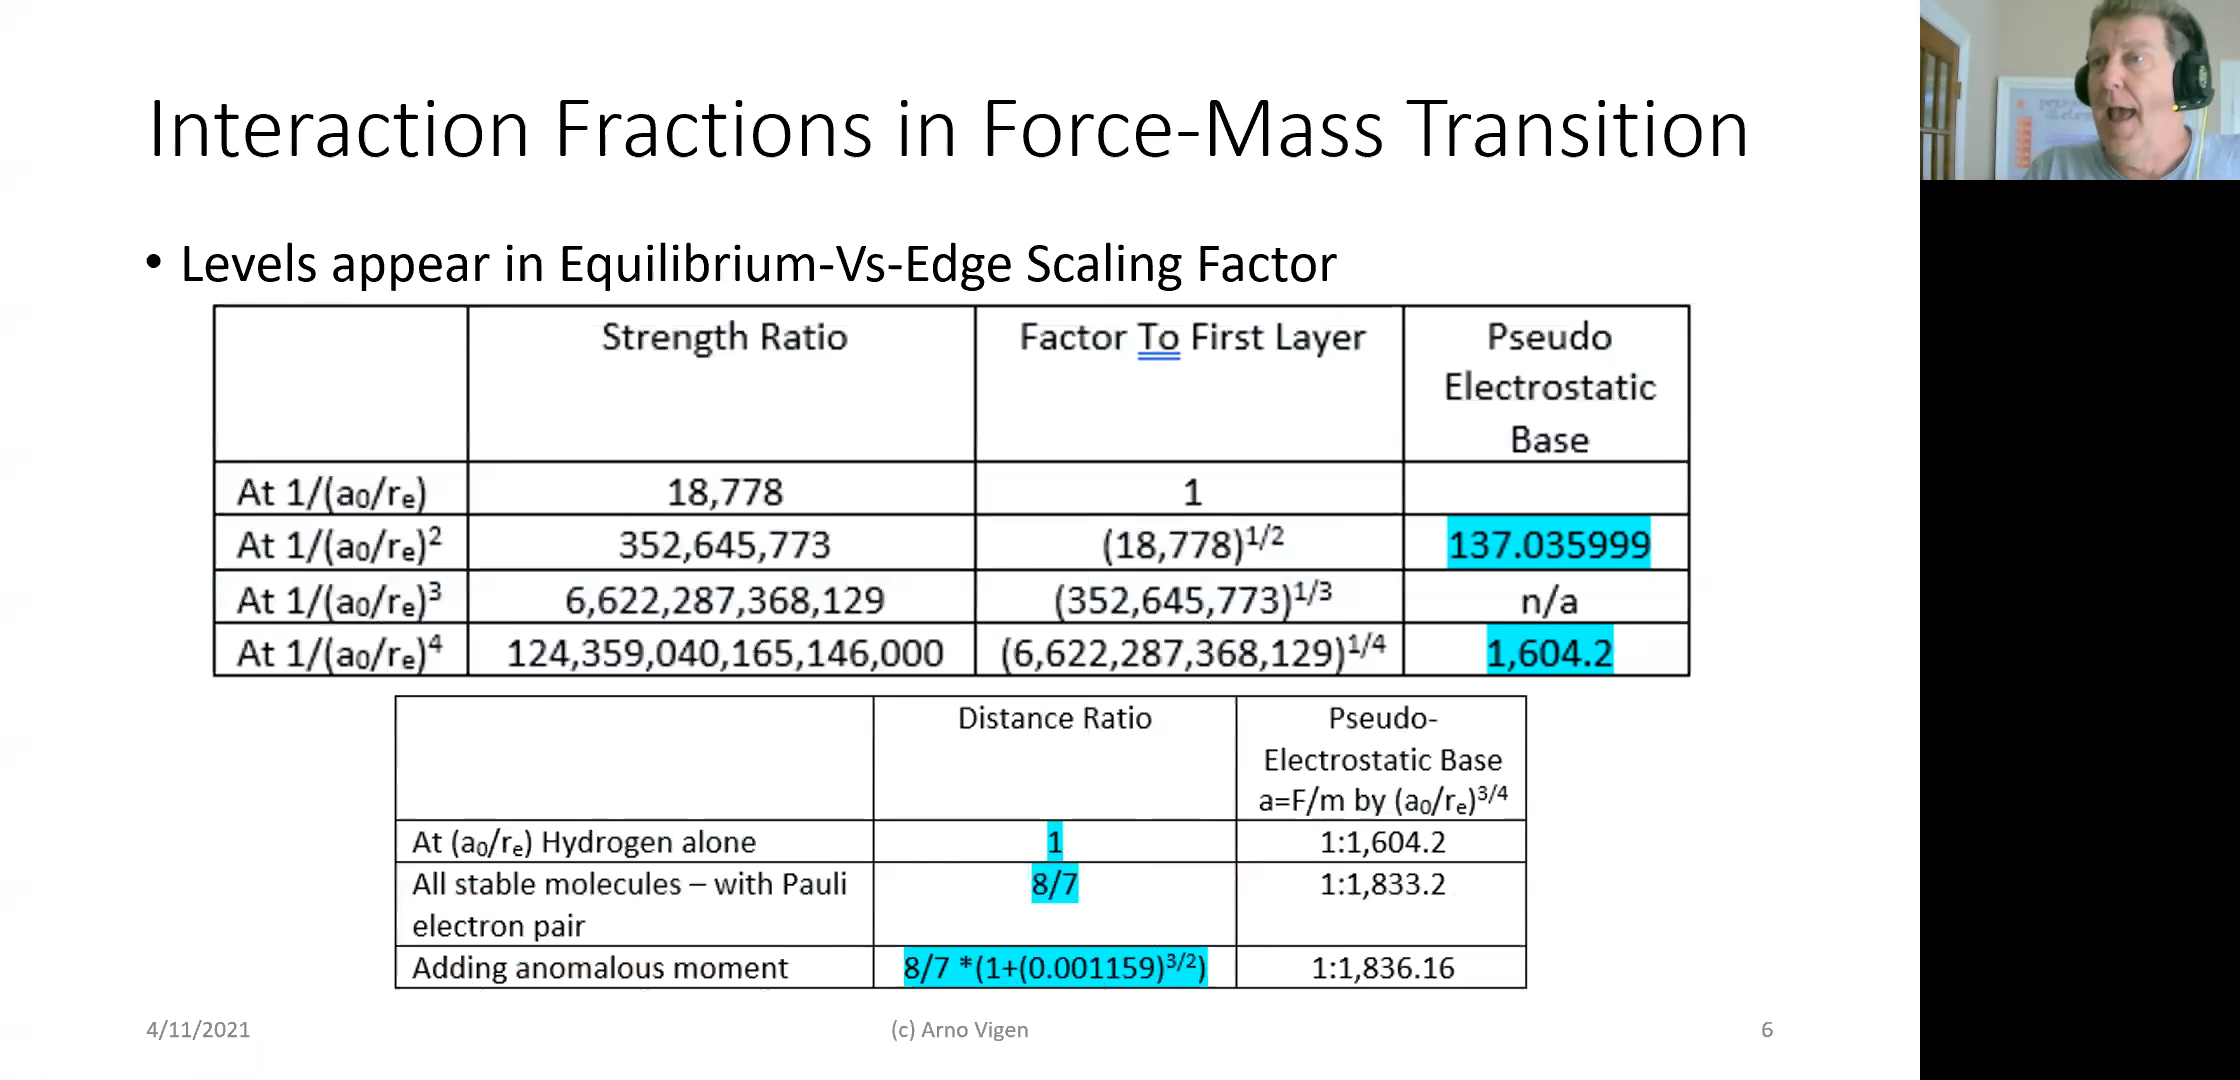 Interaction Fractions in Force-Mass Transition
• Levels appear in Equilibrium-Vs-Edge Scaling Factor
Strength Ratio Factor To First Layer Pseudo
Electrostatic
Base
At 1/(a₀/rₑ) 18,778 1
At 1/(a₀/rₑ)² 352,645,773 (18,778)^1/2 137.035999
At 1/(a₀/rₑ)³ 6,622,287,368,129 (352,645,773)^1/3 n/a
At 1/(a₀/rₑ)⁴ 124,359,040,165,146,000 (6,622,287,368,129)^1/4 1,604.2
Distance Ratio Pseudo-
Electrostatic Base
a=F/m by (a₀/rₑ)^3/4
At (a₀/rₑ) Hydrogen alone 1 1:1,604.2
All stable molecules – with Pauli 8/7 1:1,833.2
electron pair
Adding anomalous moment 8/7 *(1+(0.001159)^3/2) 1:1,836.16
4/11/2021 (c) Arno Vigen 6